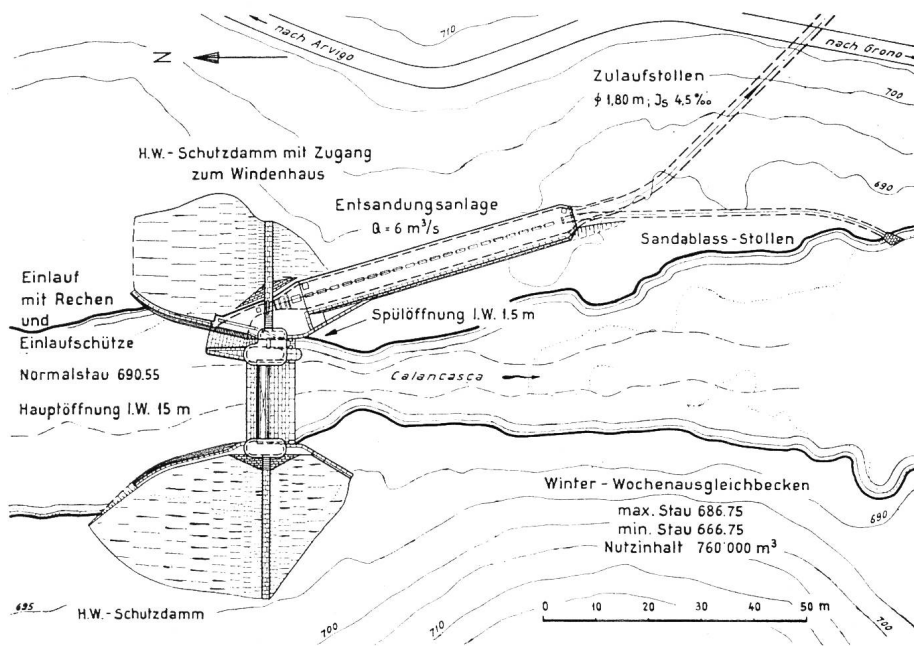 710
nach Arvigo
nach Grono
N
Zulaufstollen
ϕ 1,80 m; Js 4.5‰
700
H.W.-Schutzdamm mit Zugang
zum Windenhaus
690
Entsandungsanlage
Q = 6 m³/s
Sandablass-Stollen
Einlauf
mit Rechen
und
Einlaufschütze
Spülöffnung l.W. 1.5 m
Normalstau 690.55
Calancasca
Hauptöffnung l.W. 15 m
Winter-Wochenausgleichbecken
max. Stau 686.75
min. Stau 666.75
Nutzinhalt 760'000 m³
690
695
H.W.-Schutzdamm
0 10 20 30 40 50 m
700
710
700